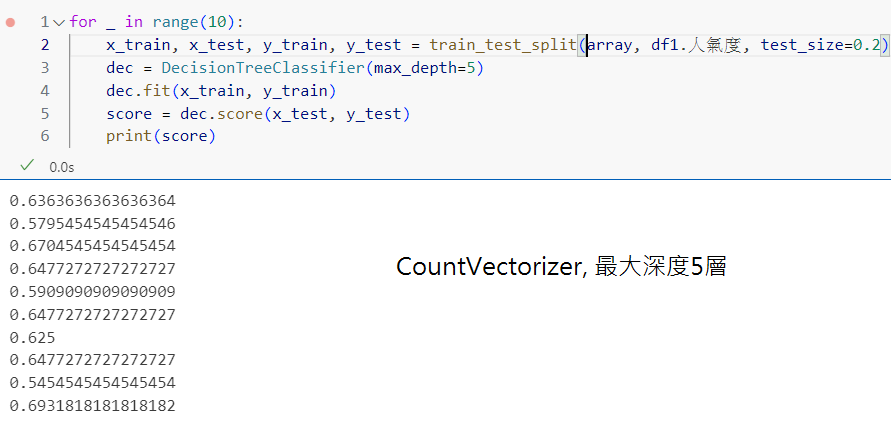 1 for _ in range(10):
2 x_train, x_test, y_train, y_test = train_test_split(array, df1.人氣度, test_size=0.2)
3 dec = DecisionTreeClassifier(max_depth=5)
4 dec.fit(x_train, y_train)
5 score = dec.score(x_test, y_test)
6 print(score)
0.0s
0.6363636363636364
0.5795454545454546
0.6704545454545454
0.6477272727272727
CountVectorizer, 最大深度5層
0.5909090909090909
0.6477272727272727
0.625
0.6477272727272727
0.5454545454545454
0.6931818181818182